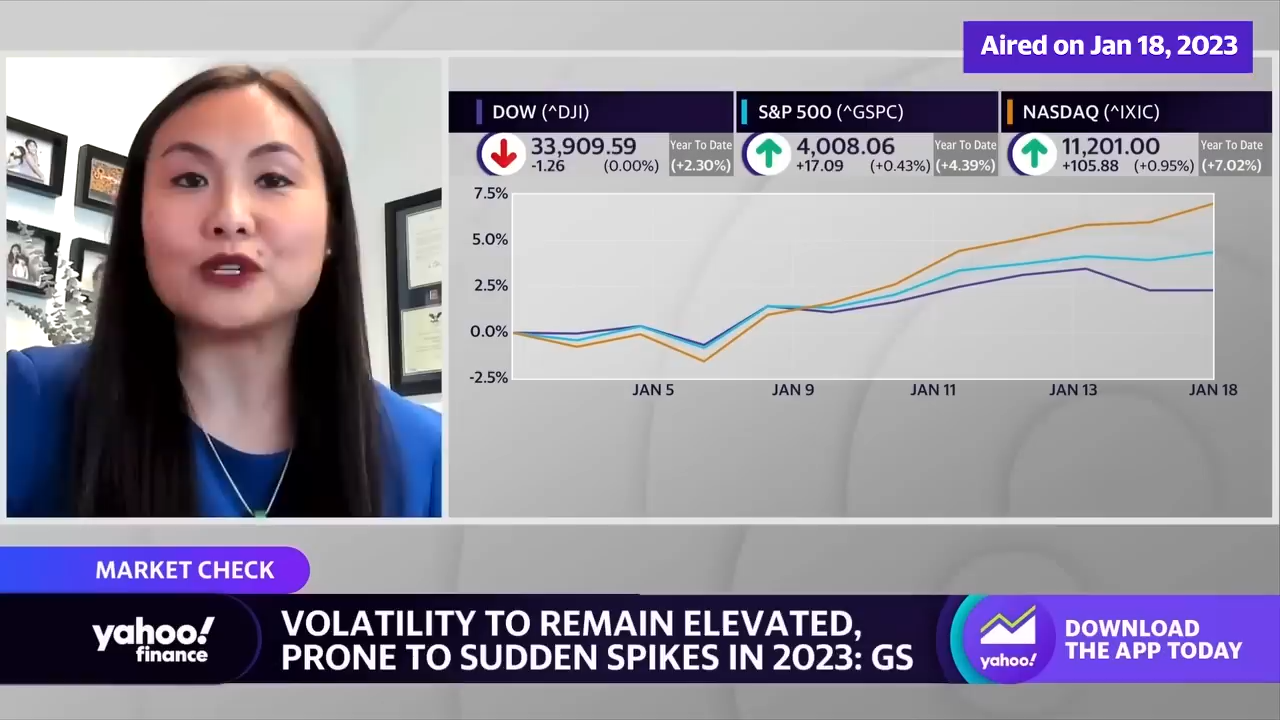 Aired on Jan 18, 2023
DOW (^DJI)
33,909.59
-1.26 (0.00%)
Year To Date
(+2.30%)
S&P 500 (^GSPC)
4,008.06
+17.09 (+0.43%)
Year To Date
(+4.39%)
NASDAQ (^IXIC)
11,201.00
+105.88 (+0.95%)
Year To Date
(+7.02%)
7.5%
5.0%
2.5%
0.0%
-2.5%
JAN 5 JAN 9 JAN 11 JAN 13 JAN 18
MARKET CHECK
yahoo!
finance
VOLATILITY TO REMAIN ELEVATED,
PRONE TO SUDDEN SPIKES IN 2023: GS
yahoo!
DOWNLOAD
THE APP TODAY